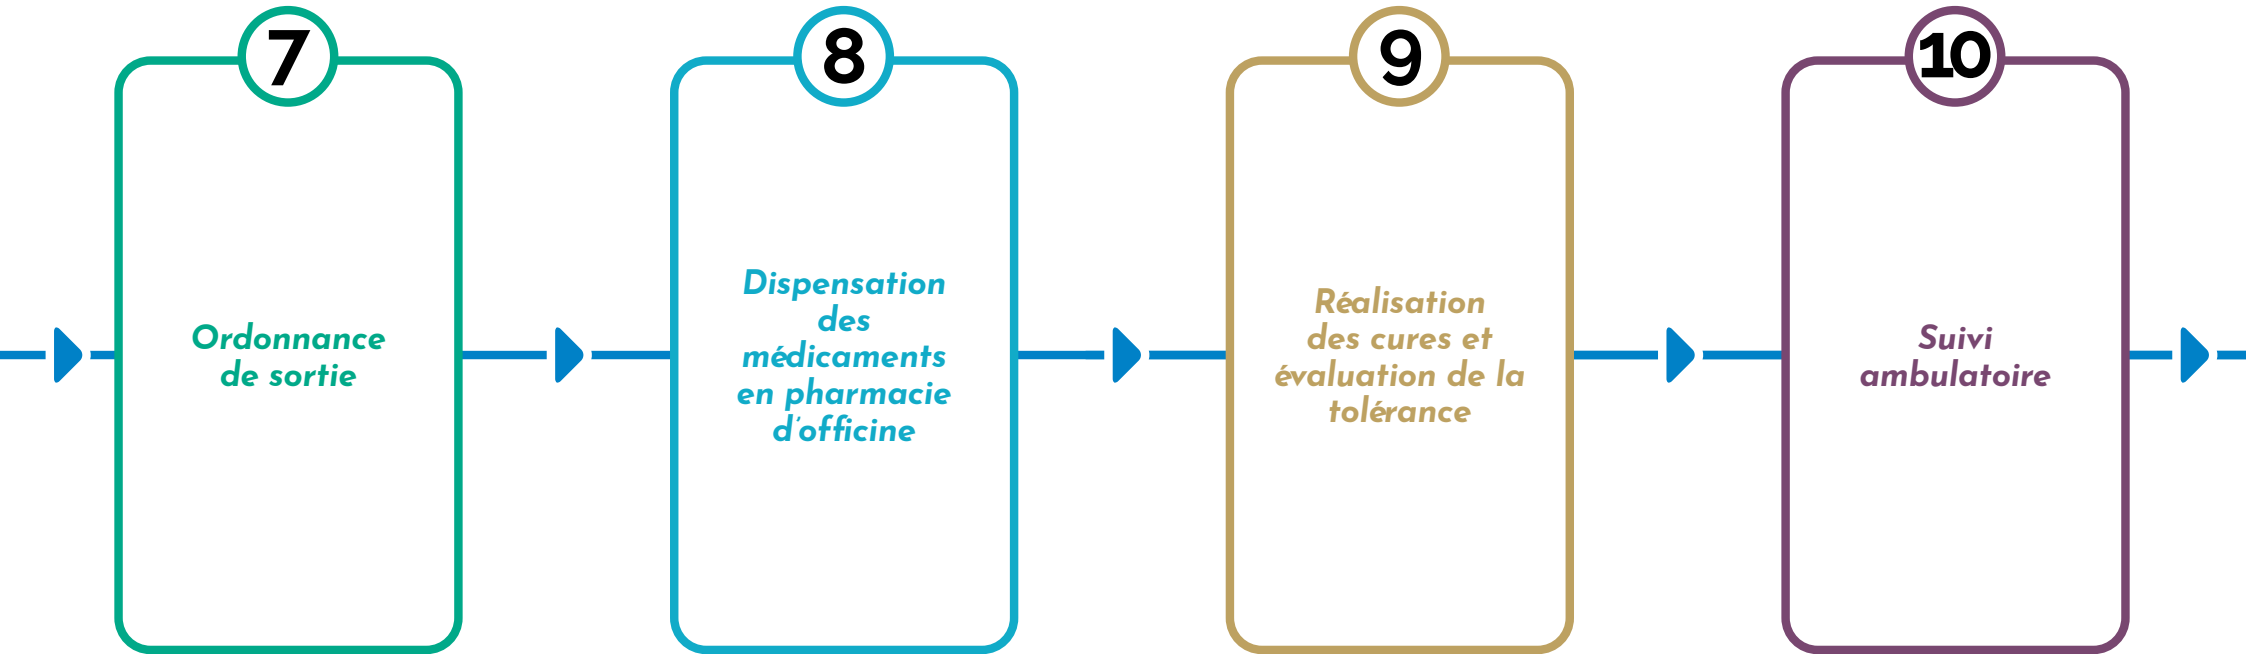 7
Ordonnance
de sortie
8
Dispensation
des
médicaments
en pharmacie
d'officine
9
Réalisation
des cures et
évaluation de la
tolérance
10
Suivi
ambulatoire